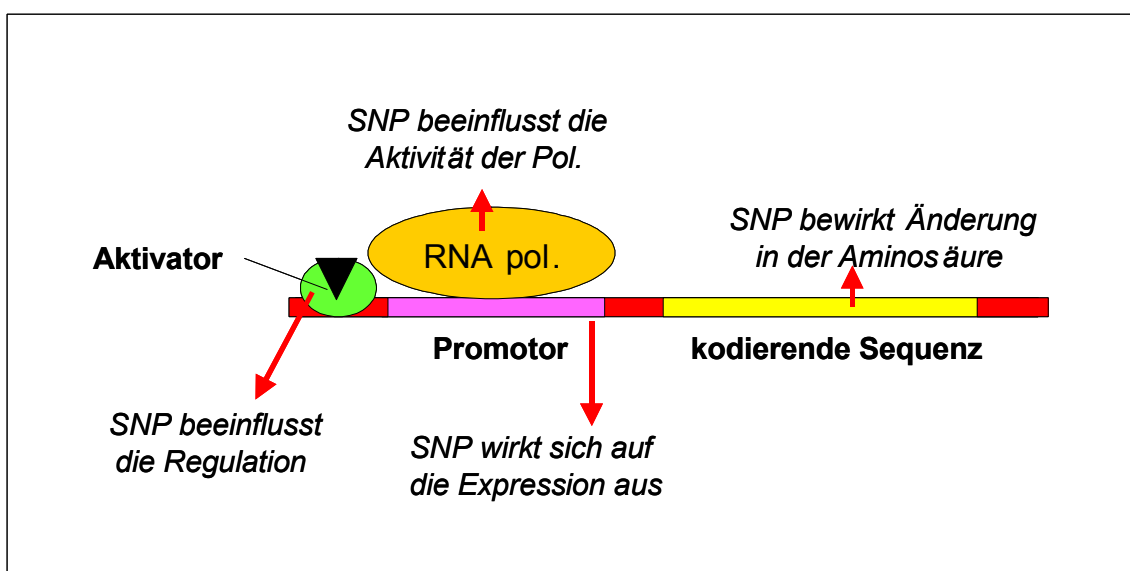 SNP beeinflusst die
Aktivität der Pol.
SNP bewirkt Änderung
in der Aminosäure
Aktivator
RNA pol.
Promotor
kodierende Sequenz
SNP beeinflusst
die Regulation
SNP wirkt sich auf
die Expression aus